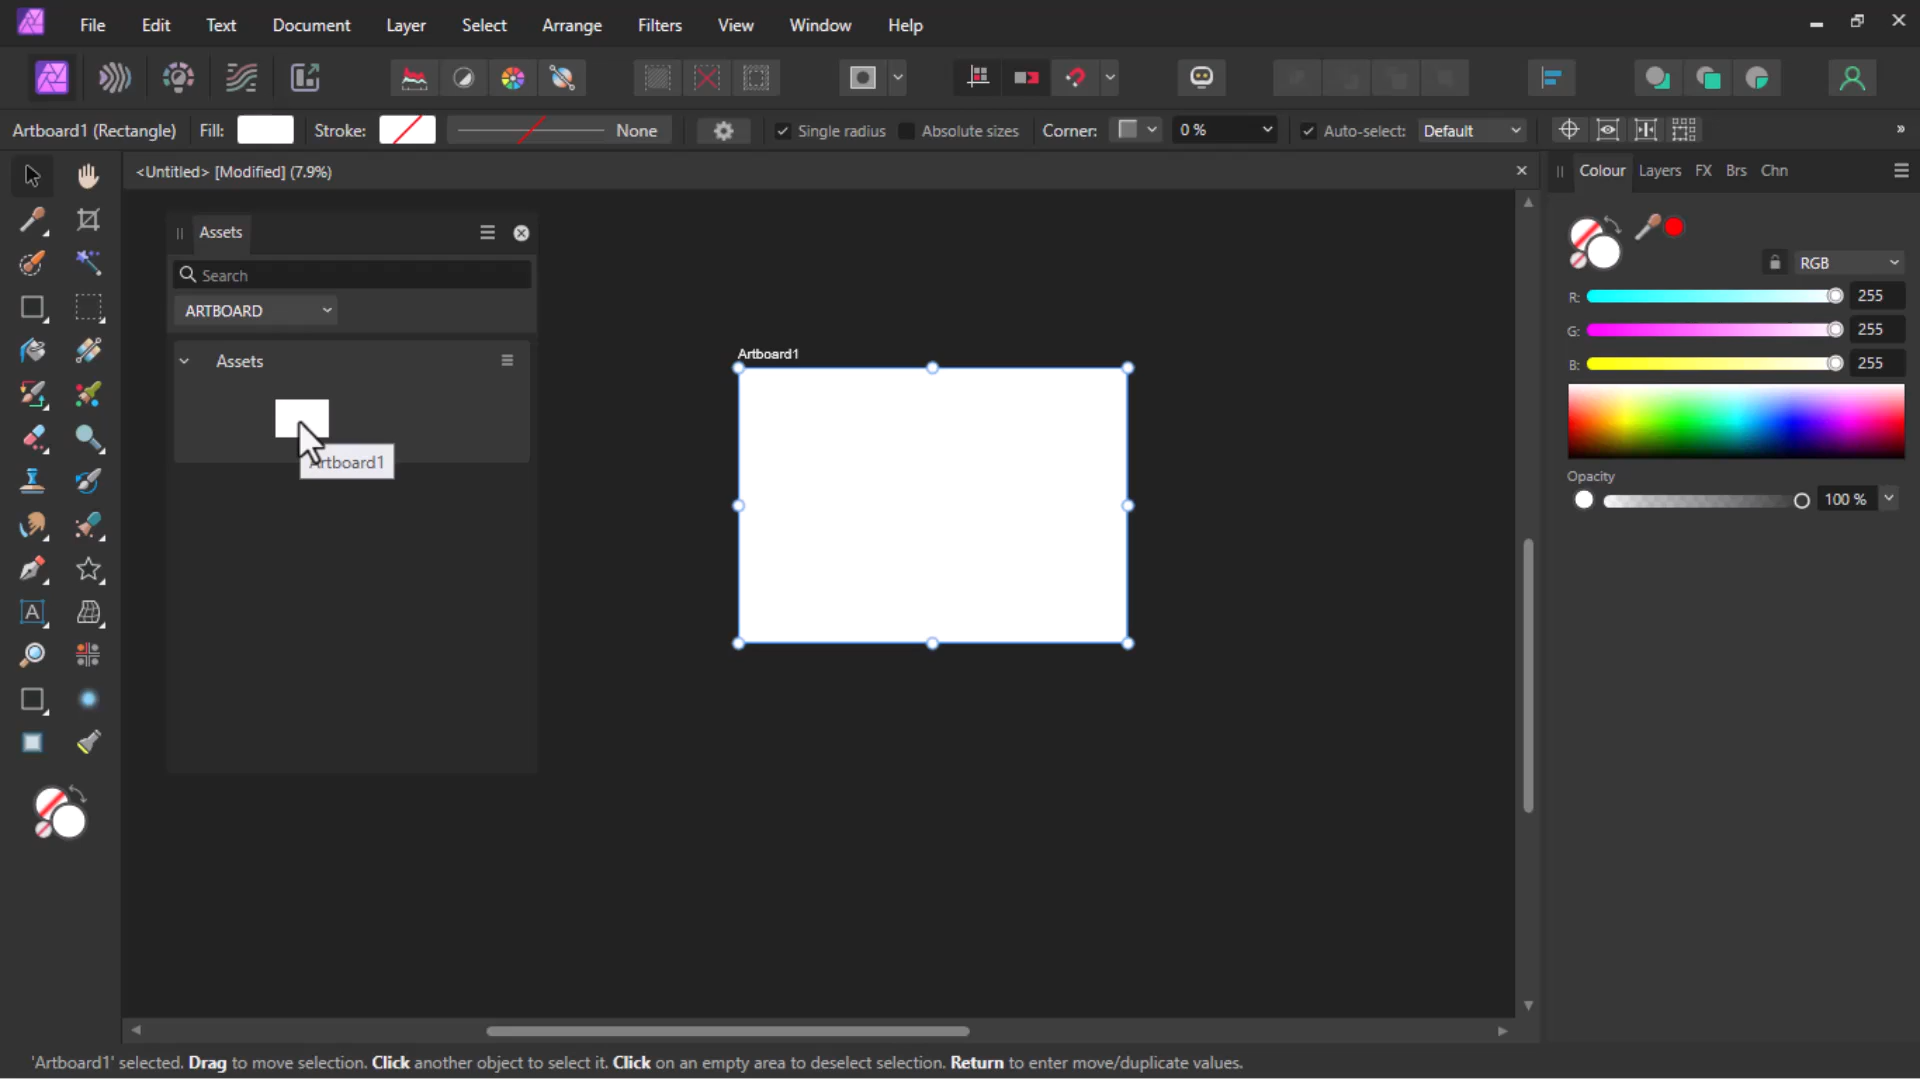 File Edit Text Document Layer Select Arrange Filters View Window Help
Artboard1 (Rectangle) Fill: Stroke: None Single radius Absolute sizes Corner: 0 % Auto-select: Default »
<Untitled> [Modified] (7.9%)
Colour Layers FX Brs Chn
Assets
Search
ARTBOARD
Assets
Artboard1
RGB
R: 255
G: 255
B: 255
Opacity
100 %
'Artboard1' selected. Drag to move selection. Click another object to select it. Click on an empty area to deselect selection. Return to enter move/duplicate values.